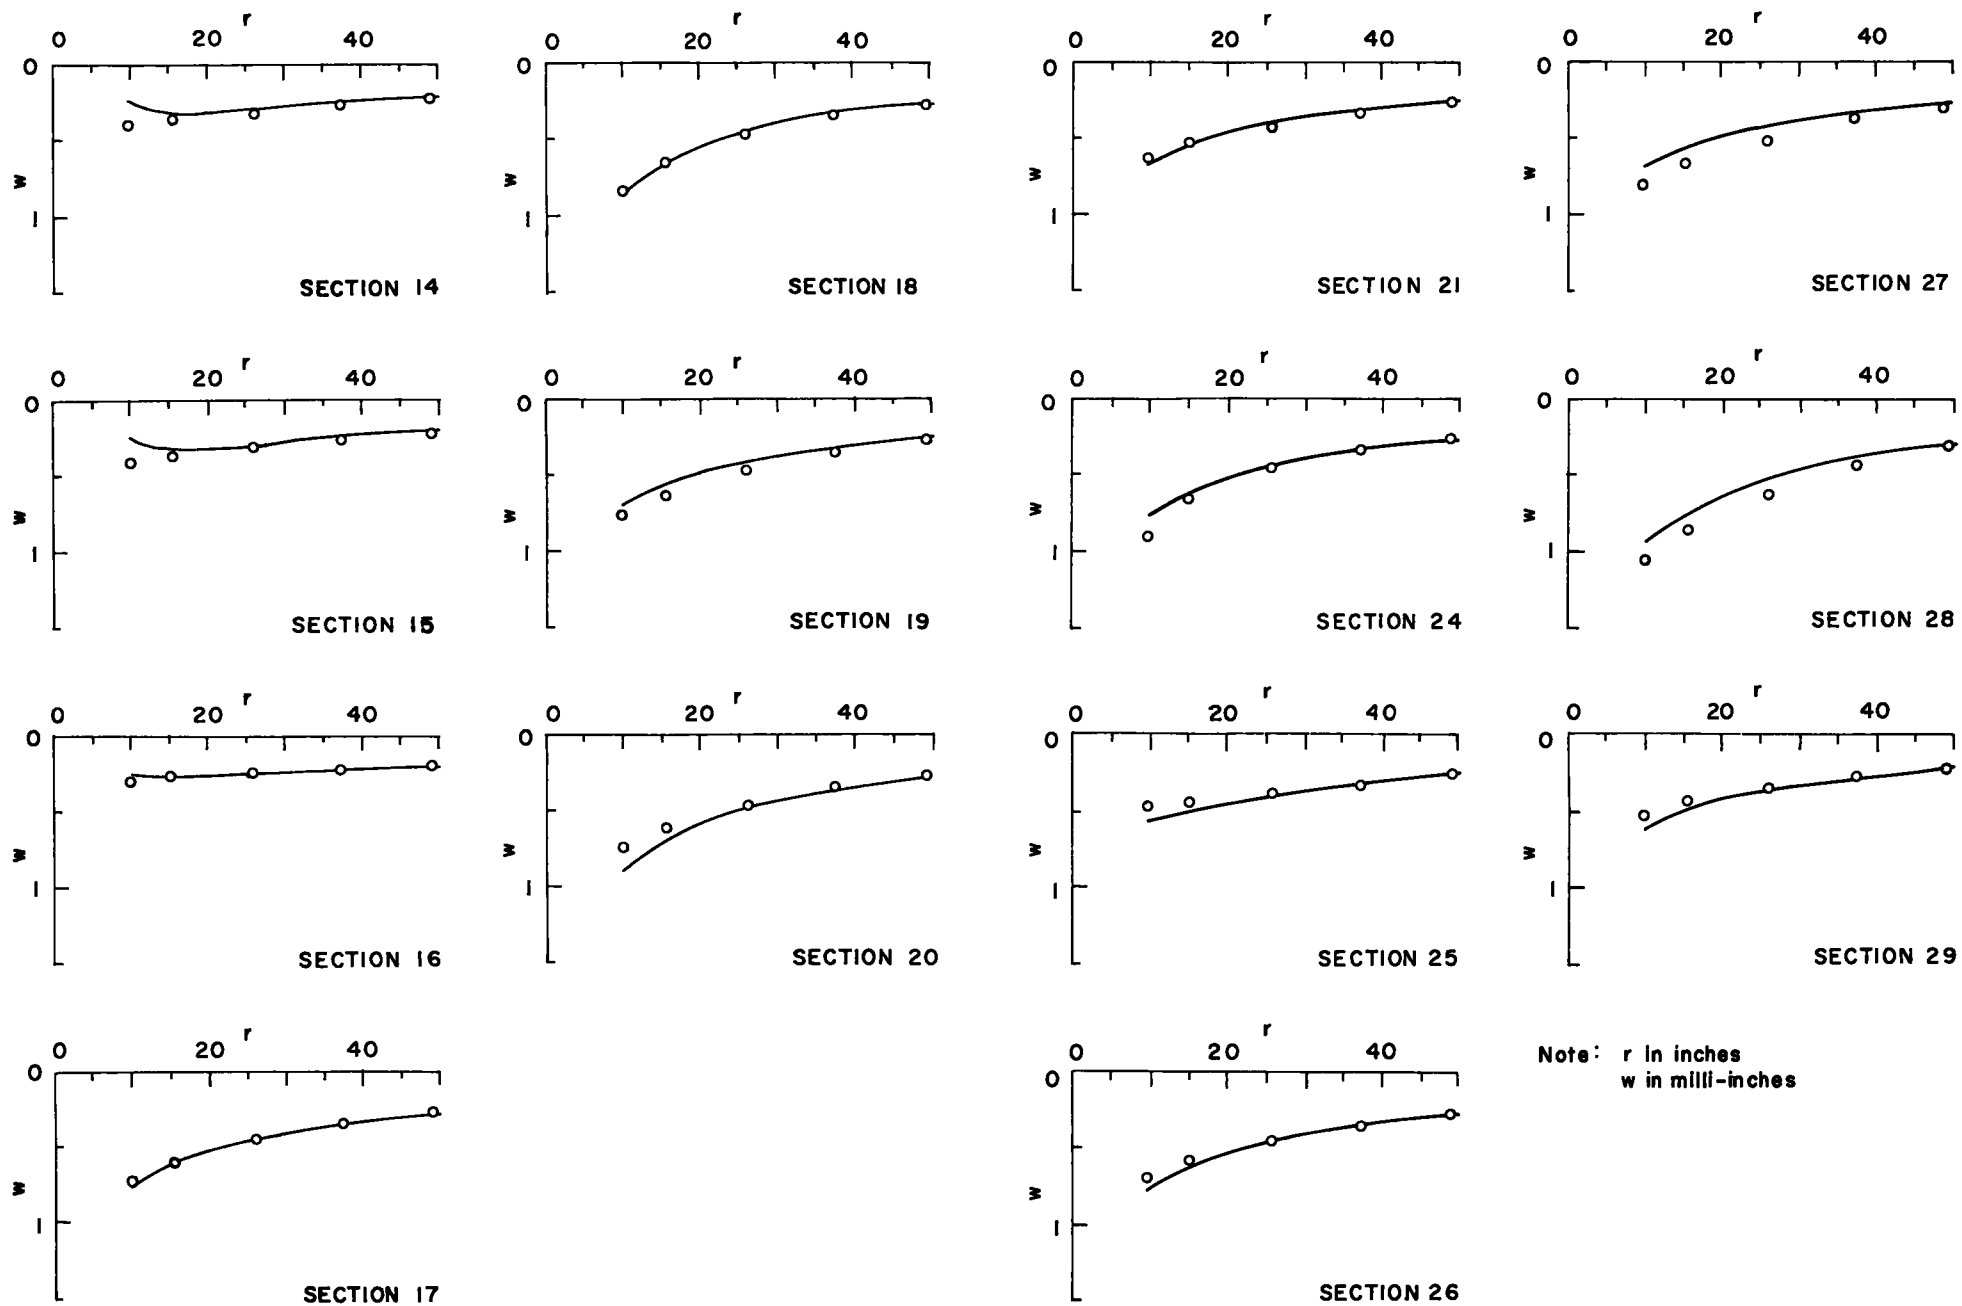 r
0 20 40
0
w
1
SECTION 14
r
0 20 40
0
w
1
SECTION 18
r
0 20 40
0
w
1
SECTION 21
r
0 20 40
0
w
1
SECTION 27
r
0 20 40
0
w
1
SECTION 15
r
0 20 40
0
w
1
SECTION 19
r
0 20 40
0
w
1
SECTION 24
r
0 20 40
0
w
1
SECTION 28
r
0 20 40
0
w
1
SECTION 16
r
0 20 40
0
w
1
SECTION 20
r
0 20 40
0
w
1
SECTION 25
r
0 20 40
0
w
1
SECTION 29
r
0 20 40
0
w
1
SECTION 17
r
0 20 40
0
w
1
SECTION 26
Note: r in inches
w in milli-inches